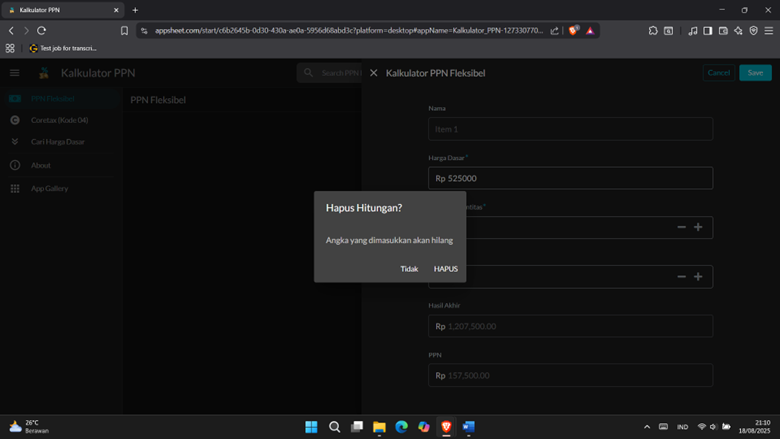 Kalkulator PPN
appsheet.com/start/c6b2645b-0d30-430a-ae0a-5956d68abd3c?platform=desktop#appName=Kalkulator_PPN-127330770...
Test job for transcri...
Kalkulator PPN
Search PPN
Kalkulator PPN Fleksibel
Cancel
Save
PPN Fleksibel
Coretax (Kode 04)
Cari Harga Dasar
About
App Gallery
PPN Fleksibel
Nama
Item 1
Harga Dasar *
Rp 525000
ntitas *
Hapus Hitungan?
Angka yang dimasukkan akan hilang
Tidak
HAPUS
Hasil Akhir
Rp 1,207,500.00
PPN
Rp 157,500.00
26°C
Berawan
IND
21:10
18/08/2025